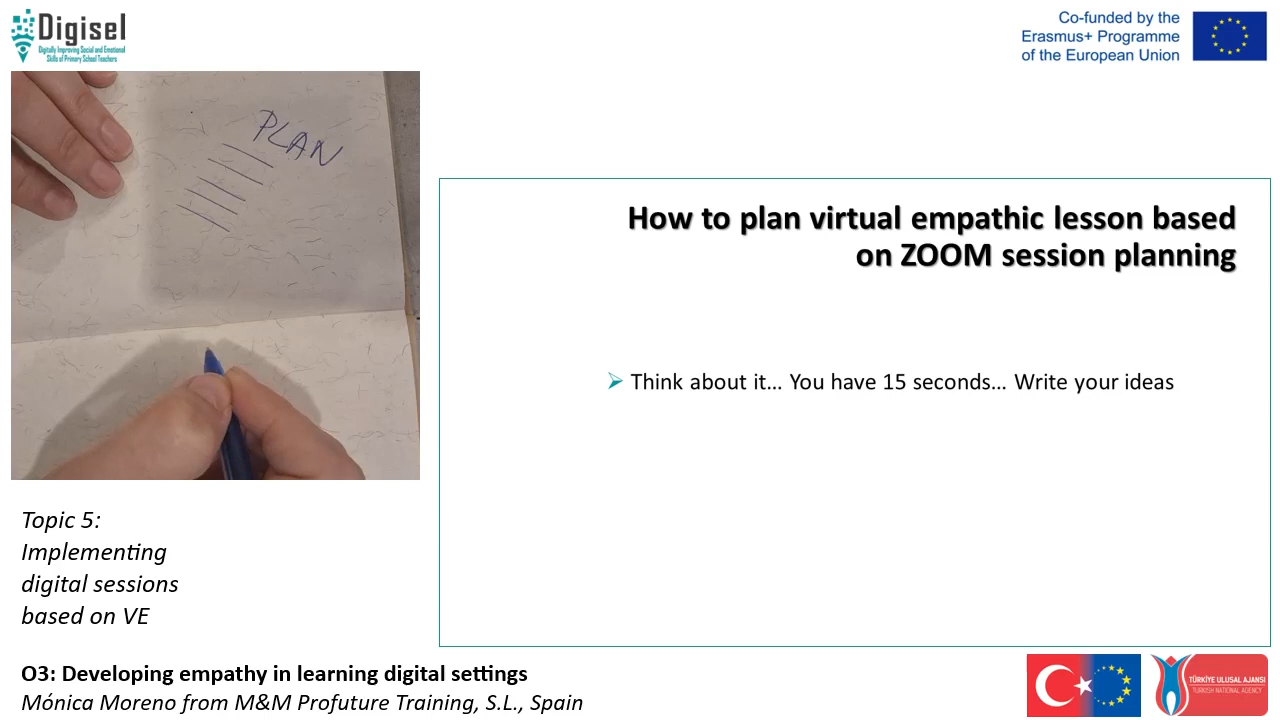 Digisel
Digitally Improving Social and Emotional
Skills of Primary School Teachers
Co-funded by the
Erasmus+ Programme
of the European Union
PLAN
How to plan virtual empathic lesson based
on ZOOM session planning
Think about it... You have 15 seconds... Write your ideas
Topic 5:
Implementing
digital sessions
based on VE
O3: Developing empathy in learning digital settings
Mónica Moreno from M&M Profuture Training, S.L., Spain
TÜRKİYE ULUSAL AJANSI
TURKISH NATIONAL AGENCY